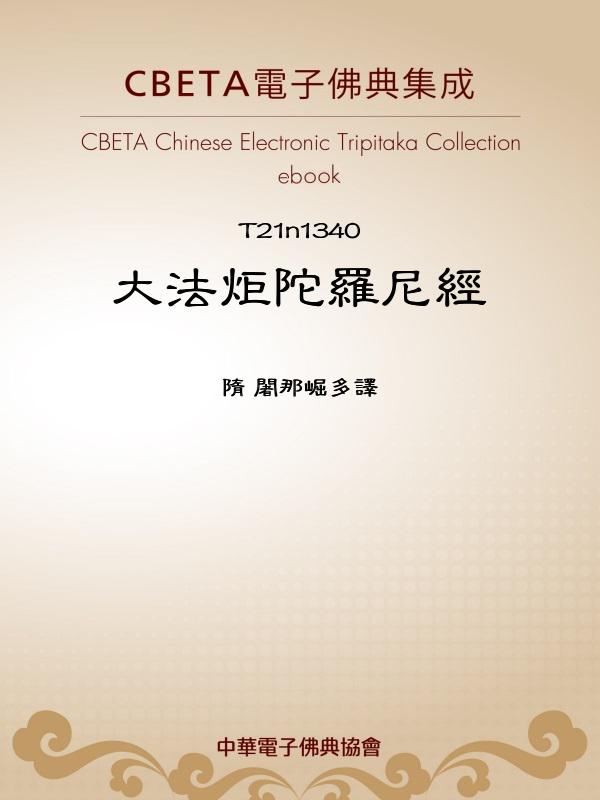 CBETA電子佛典集成
CBETA Chinese Electronic Tripitaka Collection
ebook
T21n1340
大法炬陀羅尼經
隋 闍那崛多譯
中華電子佛典協會